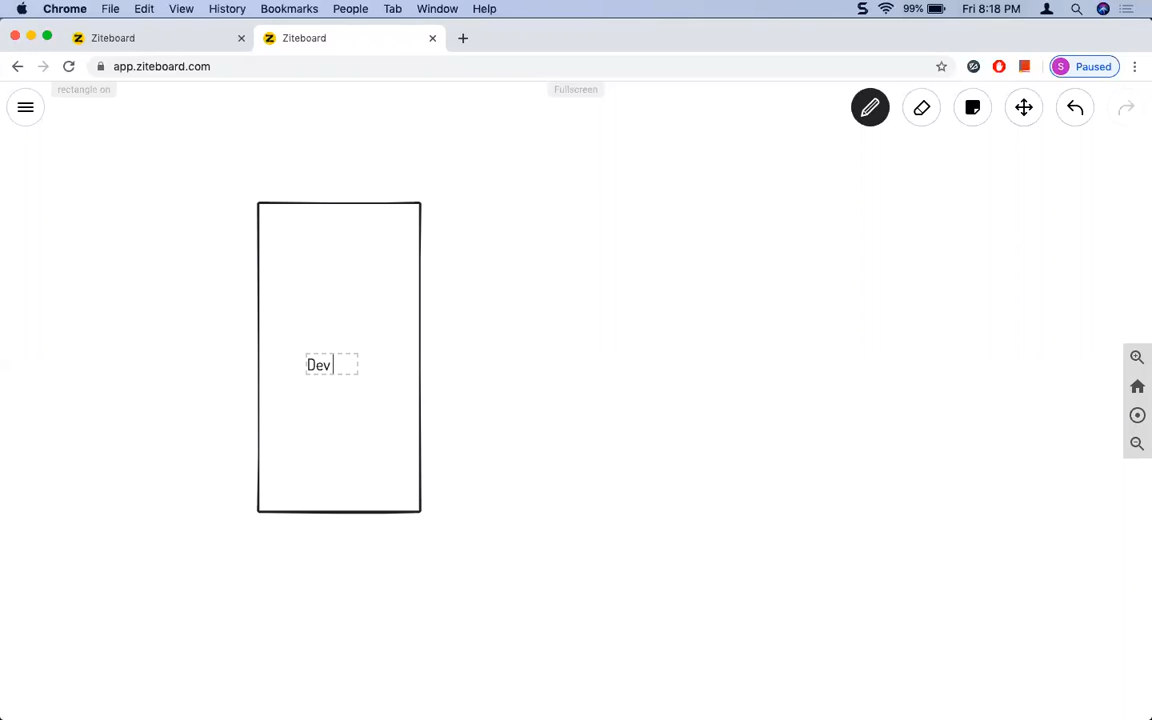 Chrome File Edit View History Bookmarks People Tab Window Help 99% Fri 8:18 PM
Ziteboard Ziteboard
app.ziteboard.com S Paused
rectangle on Fullscreen
Dev